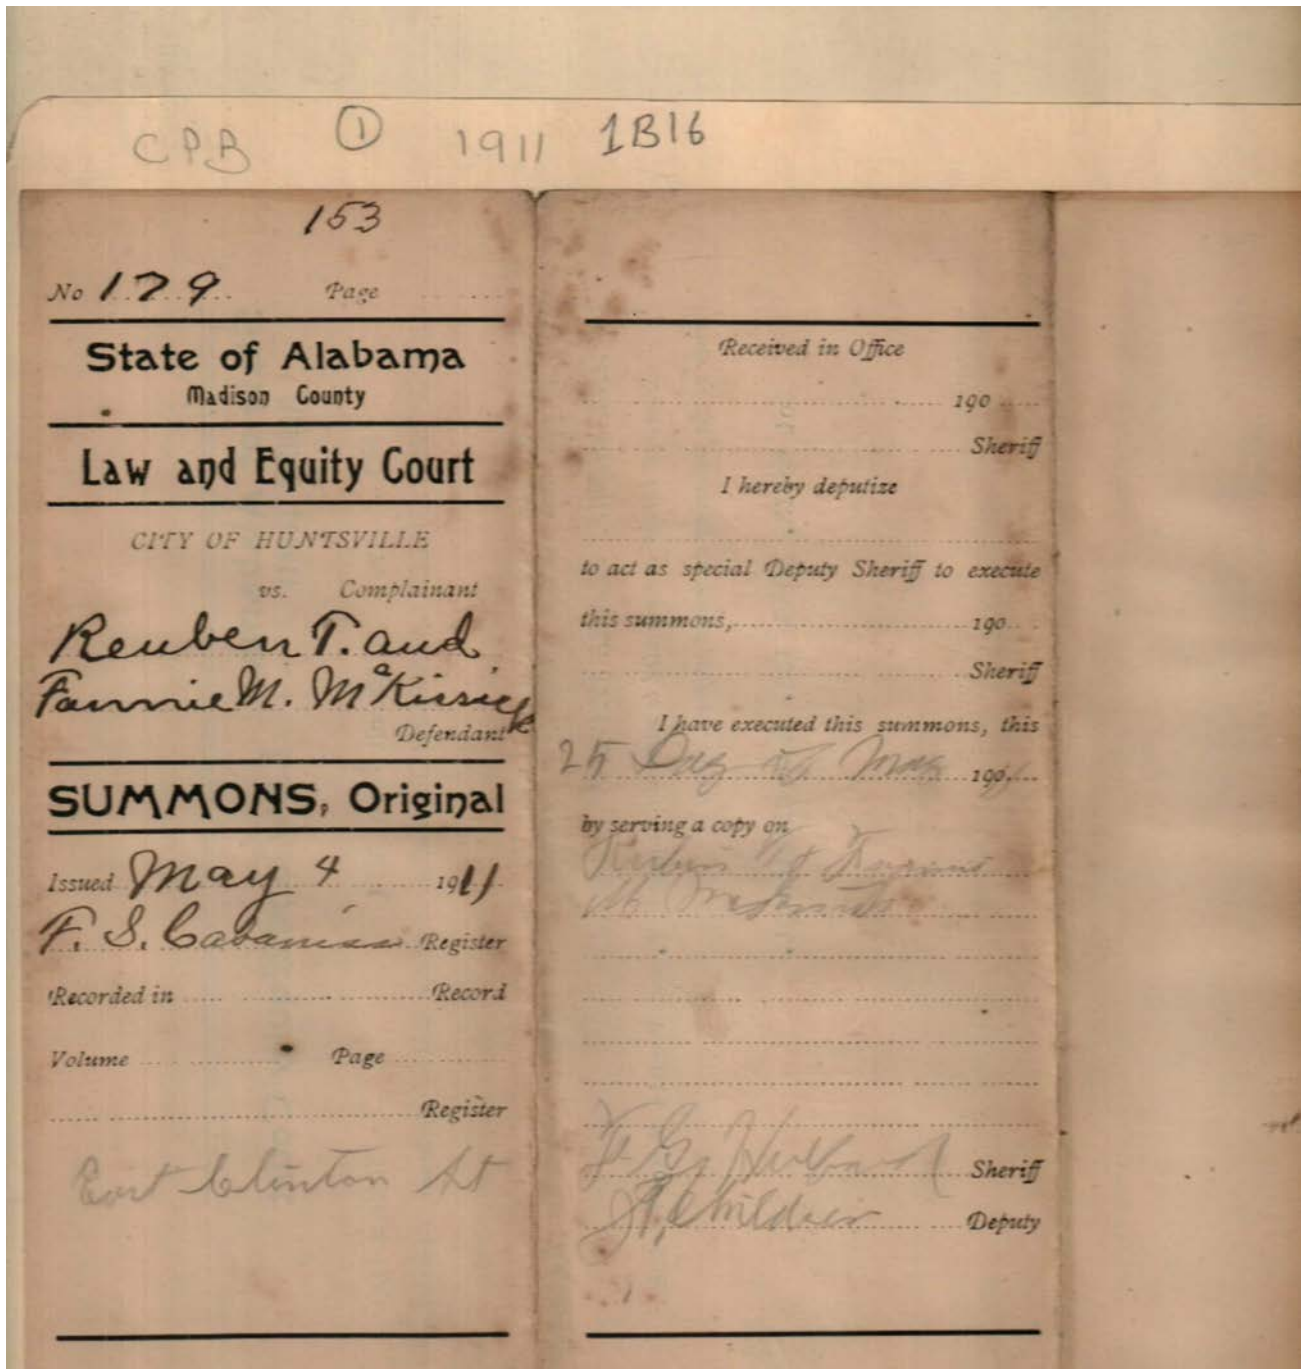 CPB ① 1911 1B16
153
No 179 Page
State of Alabama
Madison County
Law and Equity Court
CITY OF HUNTSVILLE
vs. Complainant
Reuben T. and
Fannie M. McKissick
Defendant
SUMMONS, Original
Issued May 4 1911
F. S. Cabaniss Register
Recorded in Record
Volume Page
Register
East Clinton St
Received in Office
190
Sheriff
I hereby deputize
to act as special Deputy Sheriff to execute
this summons, 190
Sheriff
I have executed this summons, this
25 Day of May 1911
by serving a copy on
Sheriff
Deputy